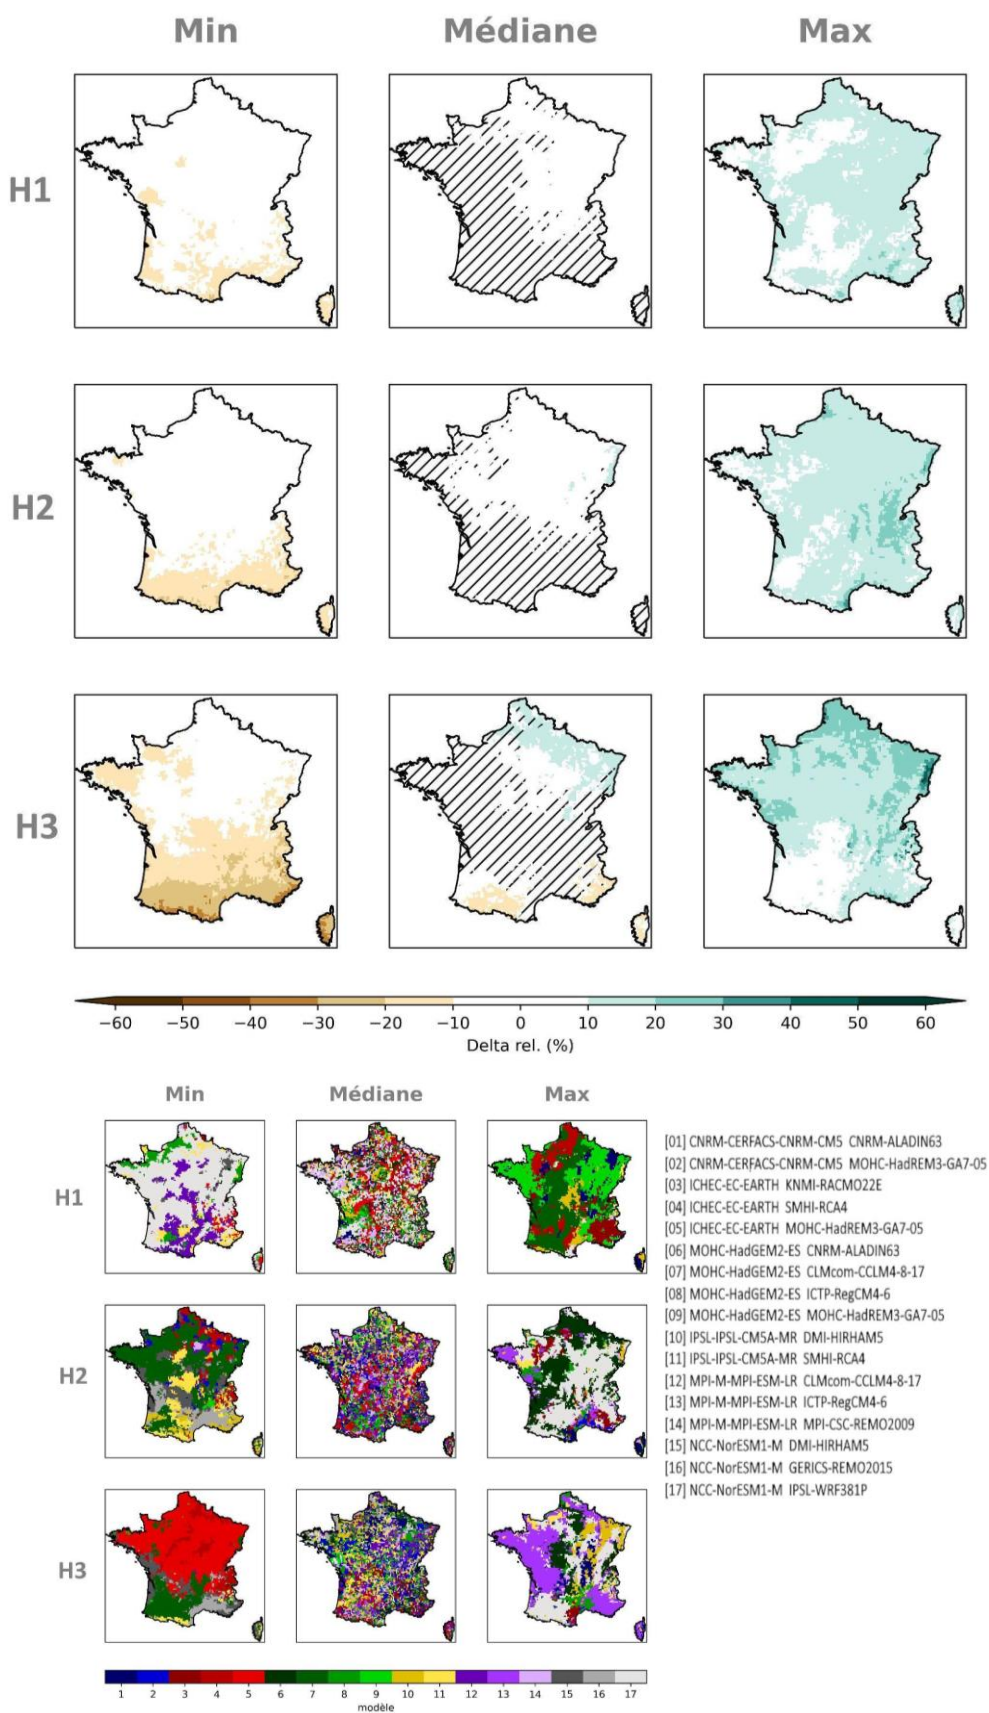 Min Médiane Max
H1
H2
H3
−60 −50 −40 −30 −20 −10 0 10 20 30 40 50 60
Delta rel. (%)
Min Médiane Max
H1
H2
H3
[01] CNRM-CERFACS-CNRM-CM5 CNRM-ALADIN63
[02] CNRM-CERFACS-CNRM-CM5 MOHC-HadREM3-GA7-05
[03] ICHEC-EC-EARTH KNMI-RACMO22E
[04] ICHEC-EC-EARTH SMHI-RCA4
[05] ICHEC-EC-EARTH MOHC-HadREM3-GA7-05
[06] MOHC-HadGEM2-ES CNRM-ALADIN63
[07] MOHC-HadGEM2-ES CLMcom-CCLM4-8-17
[08] MOHC-HadGEM2-ES ICTP-RegCM4-6
[09] MOHC-HadGEM2-ES MOHC-HadREM3-GA7-05
[10] IPSL-IPSL-CM5A-MR DMI-HIRHAM5
[11] IPSL-IPSL-CM5A-MR SMHI-RCA4
[12] MPI-M-MPI-ESM-LR CLMcom-CCLM4-8-17
[13] MPI-M-MPI-ESM-LR ICTP-RegCM4-6
[14] MPI-M-MPI-ESM-LR MPI-CSC-REMO2009
[15] NCC-NorESM1-M DMI-HIRHAM5
[16] NCC-NorESM1-M GERICS-REMO2015
[17] NCC-NorESM1-M IPSL-WRF381P
1 2 3 4 5 6 7 8 9 10 11 12 13 14 15 16 17
modèle